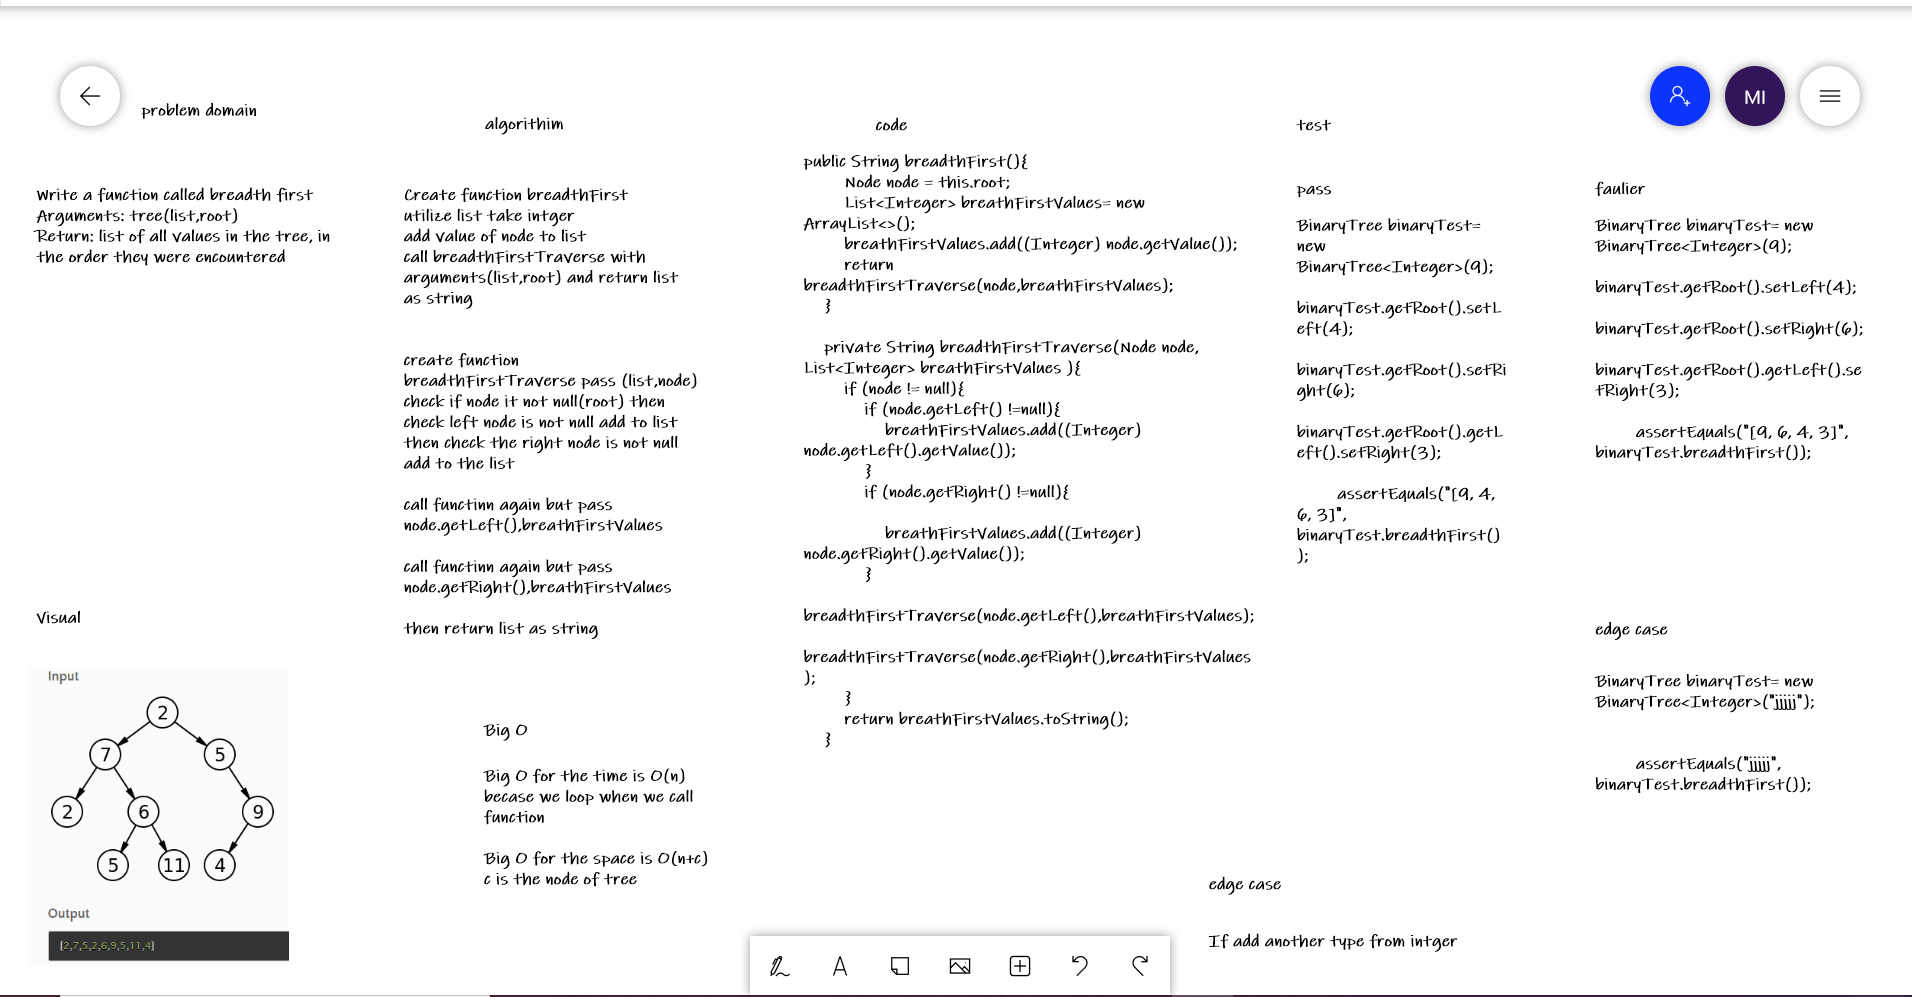 MI
problem domain
Write a function called breadth first
Arguments: tree(list,root)
Return: list of all values in the tree, in
the order they were encountered
Visual
Input
2
7
5
2
6
9
5
11
4
Output
[2,7,5,2,6,9,5,11,4]
algorithim
Create function breadthFirst
utilize list take intger
add value of node to list
call breadthFirstTraverse with
arguments(list,root) and return list
as string
create function
breadthFirstTraverse pass (list,node)
check if node it not null(root) then
check left node is not null add to list
then check the right node is not null
add to the list
call functinn again but pass
node.getLeft(),breathFirstValues
call functinn again but pass
node.getRight(),breathFirstValues
then return list as string
Big O
Big O for the time is O(n)
becase we loop when we call
function
Big O for the space is O(n+c)
c is the node of tree
code
public String breadthFirst(){
Node node = this.root;
List<Integer> breathFirstValues= new
ArrayList<>();
breathFirstValues.add((Integer) node.getValue());
return
breadthFirstTraverse(node,breathFirstValues);
}
private String breadthFirstTraverse(Node node,
List<Integer> breathFirstValues ){
if (node != null){
if (node.getLeft() !=null){
breathFirstValues.add((Integer)
node.getLeft().getValue());
}
if (node.getRight() !=null){
breathFirstValues.add((Integer)
node.getRight().getValue());
}
breadthFirstTraverse(node.getLeft(),breathFirstValues);
breadthFirstTraverse(node.getRight(),breathFirstValues
);
}
return breathFirstValues.toString();
}
test
pass
BinaryTree binaryTest=
new
BinaryTree<Integer>(9);
binaryTest.getRoot().setL
eft(4);
binaryTest.getRoot().setRi
ght(6);
binaryTest.getRoot().getL
eft().setRight(3);
assertEquals("[9, 4,
6, 3]",
binaryTest.breadthFirst()
);
edge case
If add another type from intger
faulier
BinaryTree binaryTest= new
BinaryTree<Integer>(9);
binaryTest.getRoot().setLeft(4);
binaryTest.getRoot().setRight(6);
binaryTest.getRoot().getLeft().se
tRight(3);
assertEquals("[9, 6, 4, 3]",
binaryTest.breadthFirst());
edge case
BinaryTree binaryTest= new
BinaryTree<Integer>("jjjjj");
assertEquals("jjjjj",
binaryTest.breadthFirst());